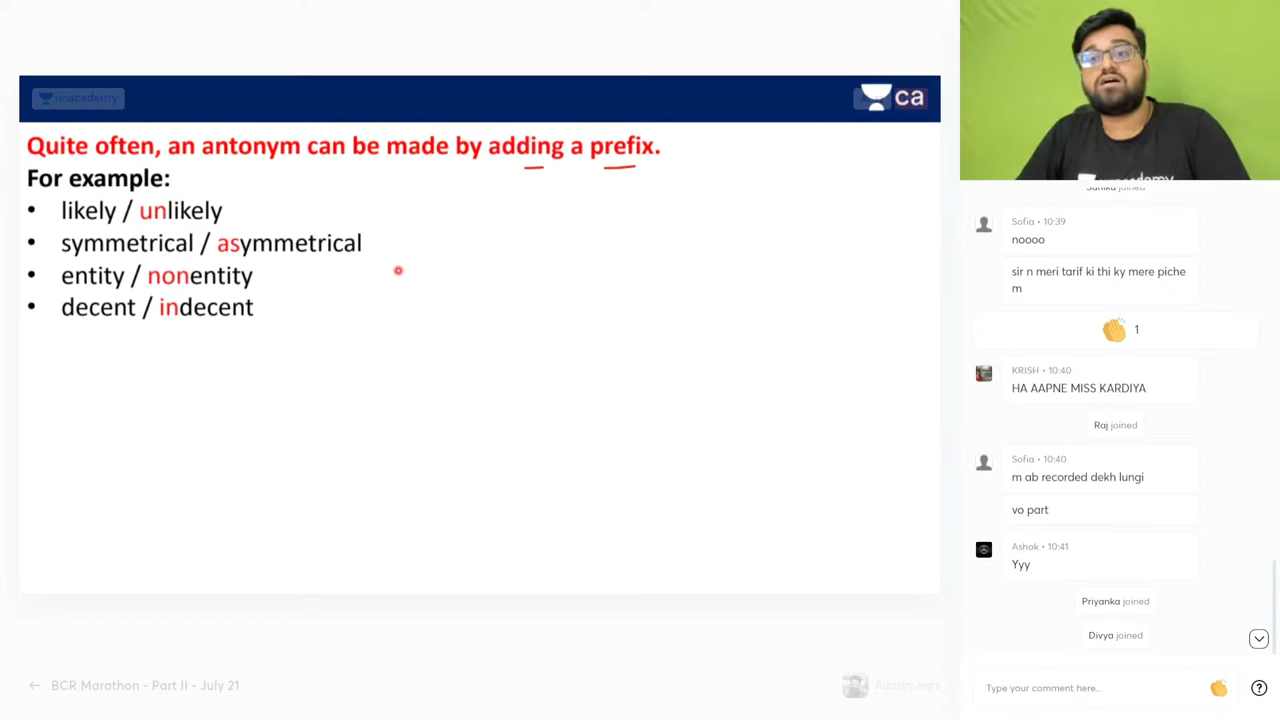 unacademy
ca
Quite often, an antonym can be made by adding a prefix.
For example:
• likely / unlikely
• symmetrical / asymmetrical
• entity / nonentity
• decent / indecent
BCR Marathon - Part II - July 21
unacademy
joined
Sofia • 10:39
noooo
sir n meri tarif ki thi ky mere piche
m
👏 1
KRISH • 10:40
HA AAPNE MISS KARDIYA
Raj joined
Sofia • 10:40
m ab recorded dekh lungi
vo part
Ashok • 10:41
Yyy
Priyanka joined
Divya joined
Type your comment here...